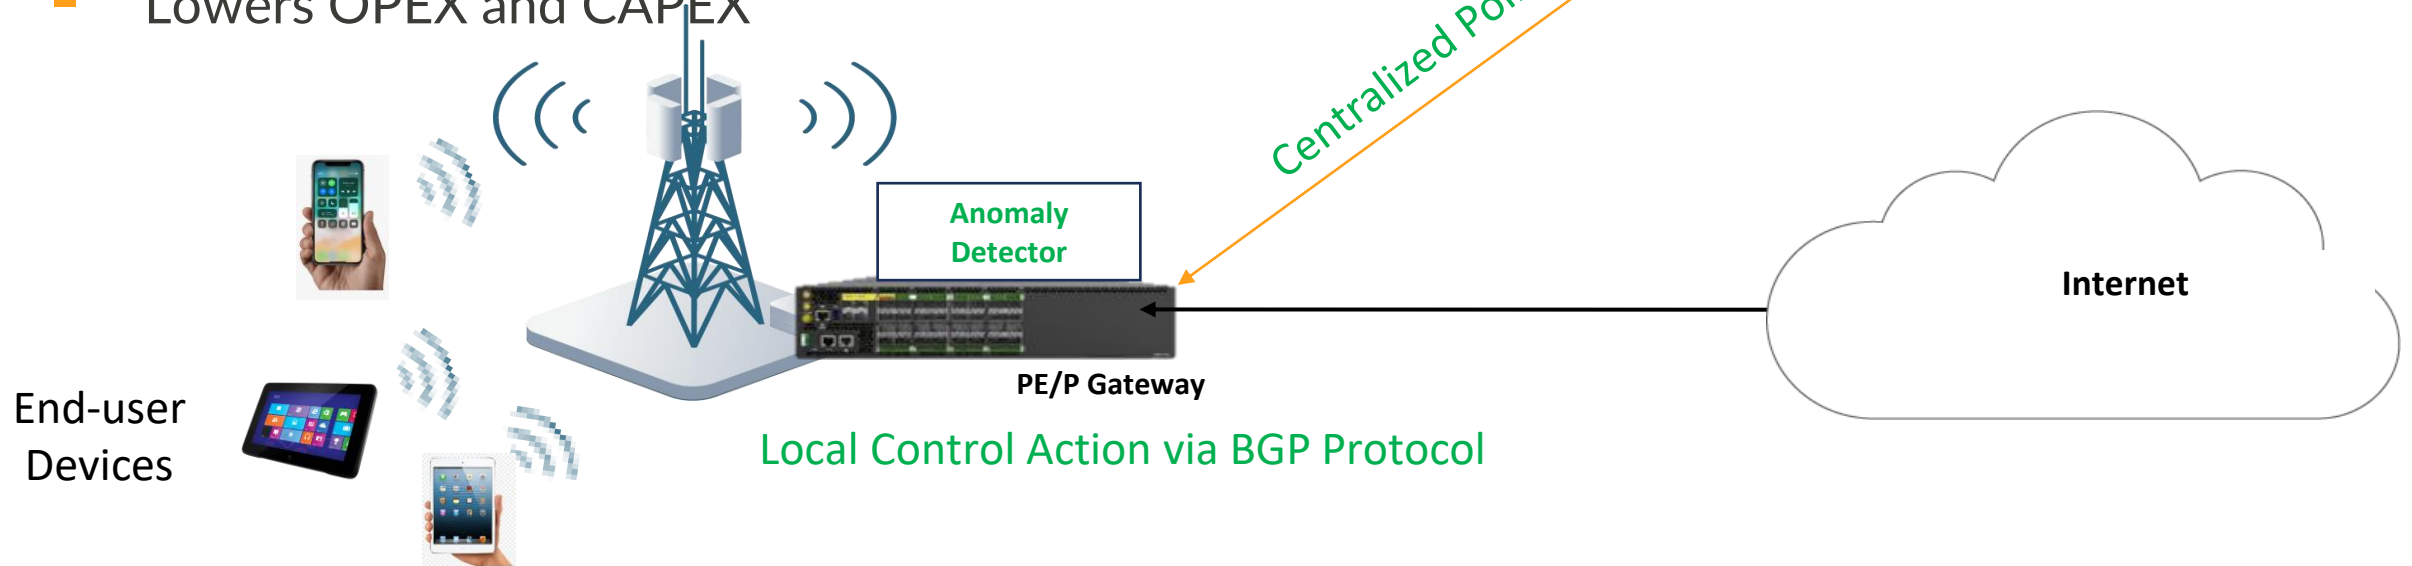 Lowers OPEX and CAPEX
Centralized
Anomaly
Detector
Internet
PE/P Gateway
End-user
Devices
Local Control Action via BGP Protocol